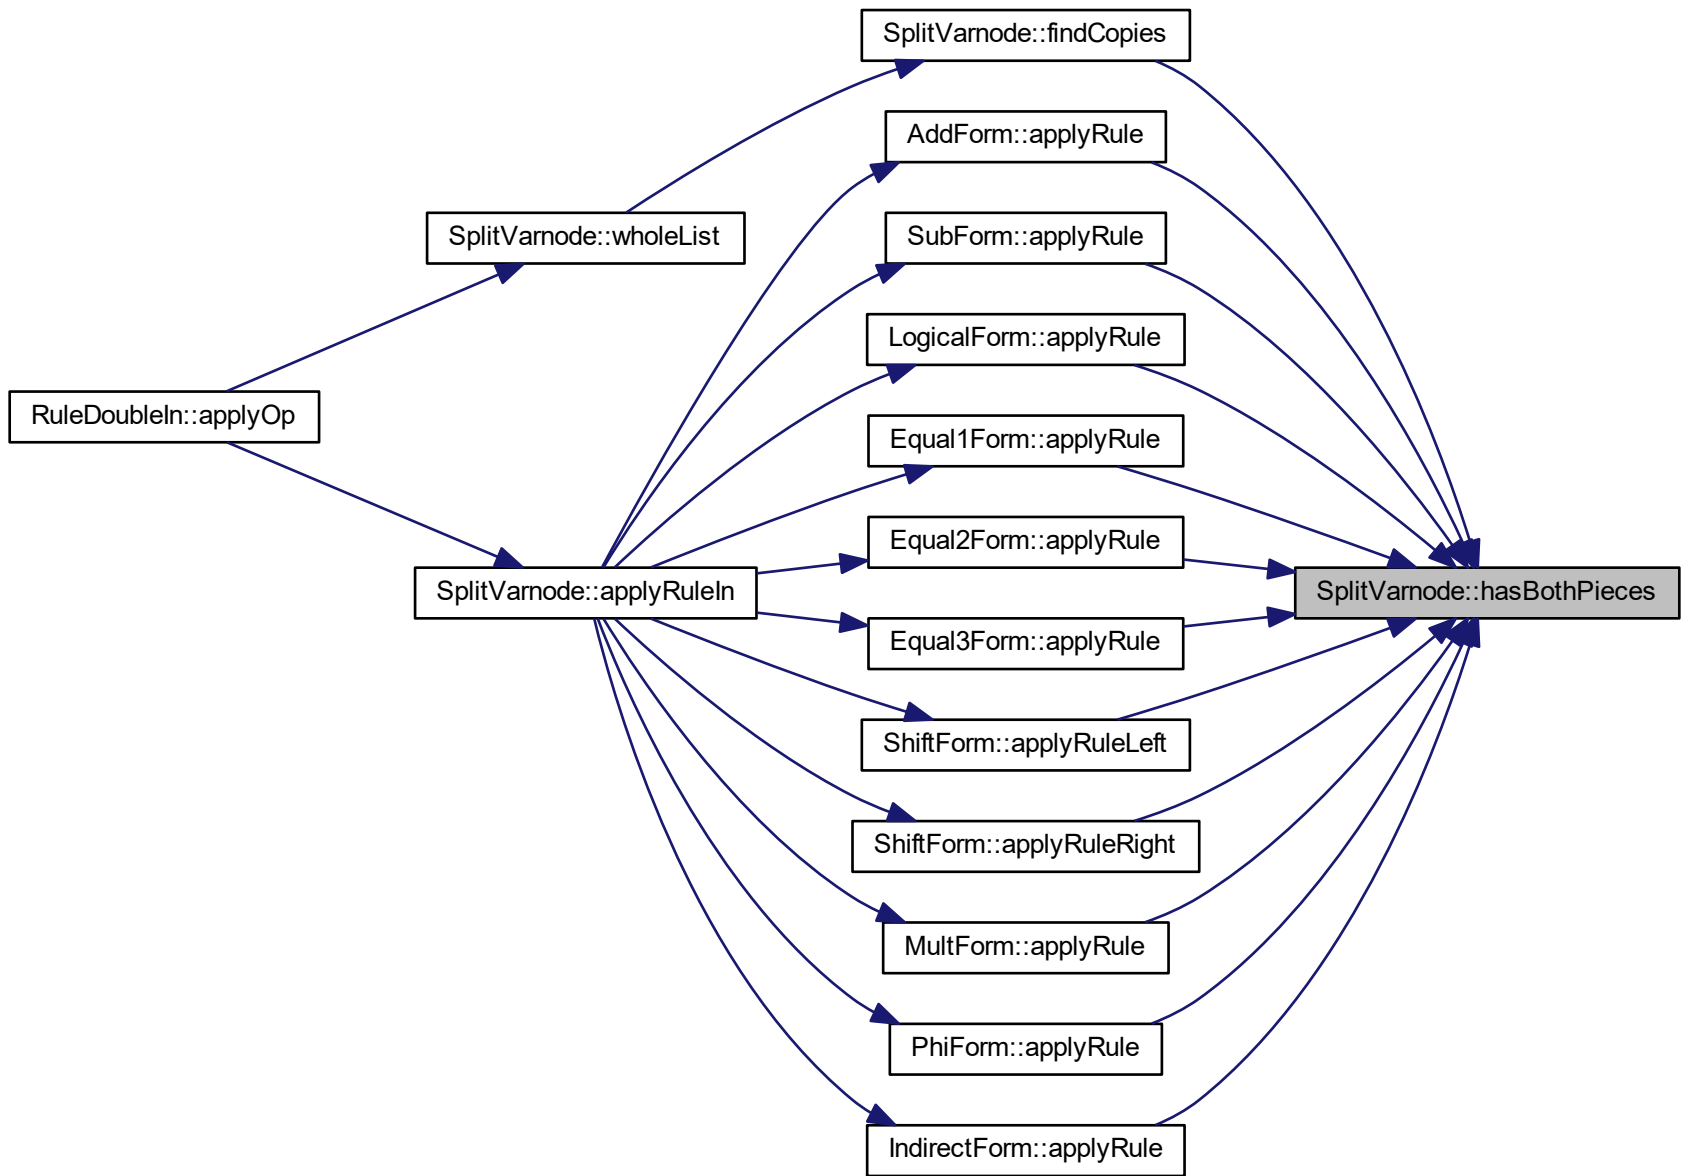 SplitVarnode::findCopies
AddForm::applyRule
SubForm::applyRule
SplitVarnode::wholeList
LogicalForm::applyRule
RuleDoubleIn::applyOp
Equal1Form::applyRule
Equal2Form::applyRule
SplitVarnode::applyRuleIn
SplitVarnode::hasBothPieces
Equal3Form::applyRule
ShiftForm::applyRuleLeft
ShiftForm::applyRuleRight
MultForm::applyRule
PhiForm::applyRule
IndirectForm::applyRule